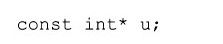 const int* u;